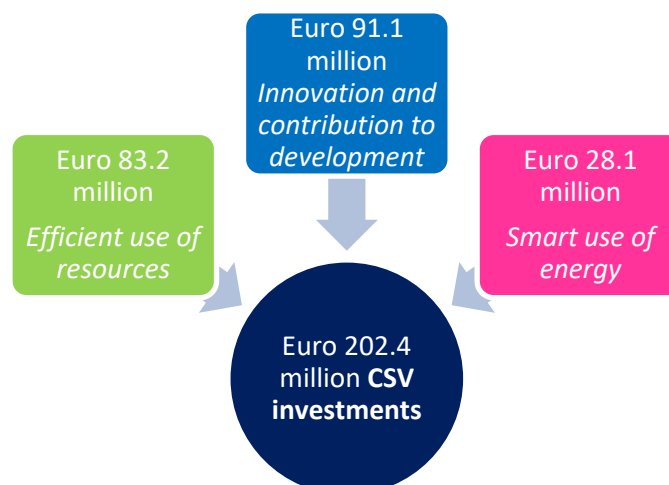 Euro 91.1
million
Innovation and
contribution to
development
Euro 83.2
million
Efficient use of
resources
Euro 28.1
million
Smart use of
energy
Euro 202.4
million CSV
investments